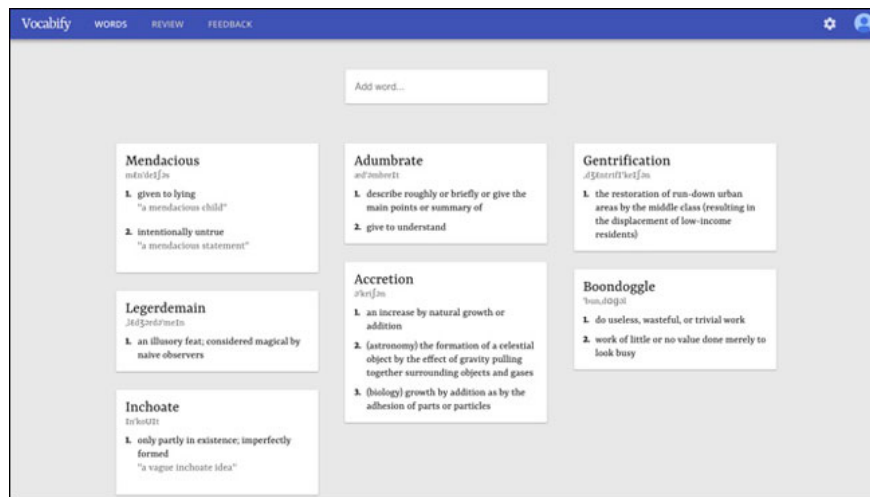 Vocabify WORDS REVIEW FEEDBACK
Add word...
Mendacious
mɛn'deɪʃəs
1. given to lying
"a mendacious child"
2. intentionally untrue
"a mendacious statement"
Legerdemain
1. an illusory feat; considered magical by
naive observers
Inchoate
1. only partly in existence; imperfectly
formed
"a vague inchoate idea"
Adumbrate
1. describe roughly or briefly or give the
main points or summary of
2. give to understand
Accretion
ə'kriʃən
1. an increase by natural growth or
addition
2. (astronomy) the formation of a celestial
object by the effect of gravity pulling
together surrounding objects and gases
3. (biology) growth by addition as by the
adhesion of parts or particles
Gentrification
1. the restoration of run-down urban
areas by the middle class (resulting in
the displacement of low-income
residents)
Boondoggle
1. do useless, wasteful, or trivial work
2. work of little or no value done merely to
look busy